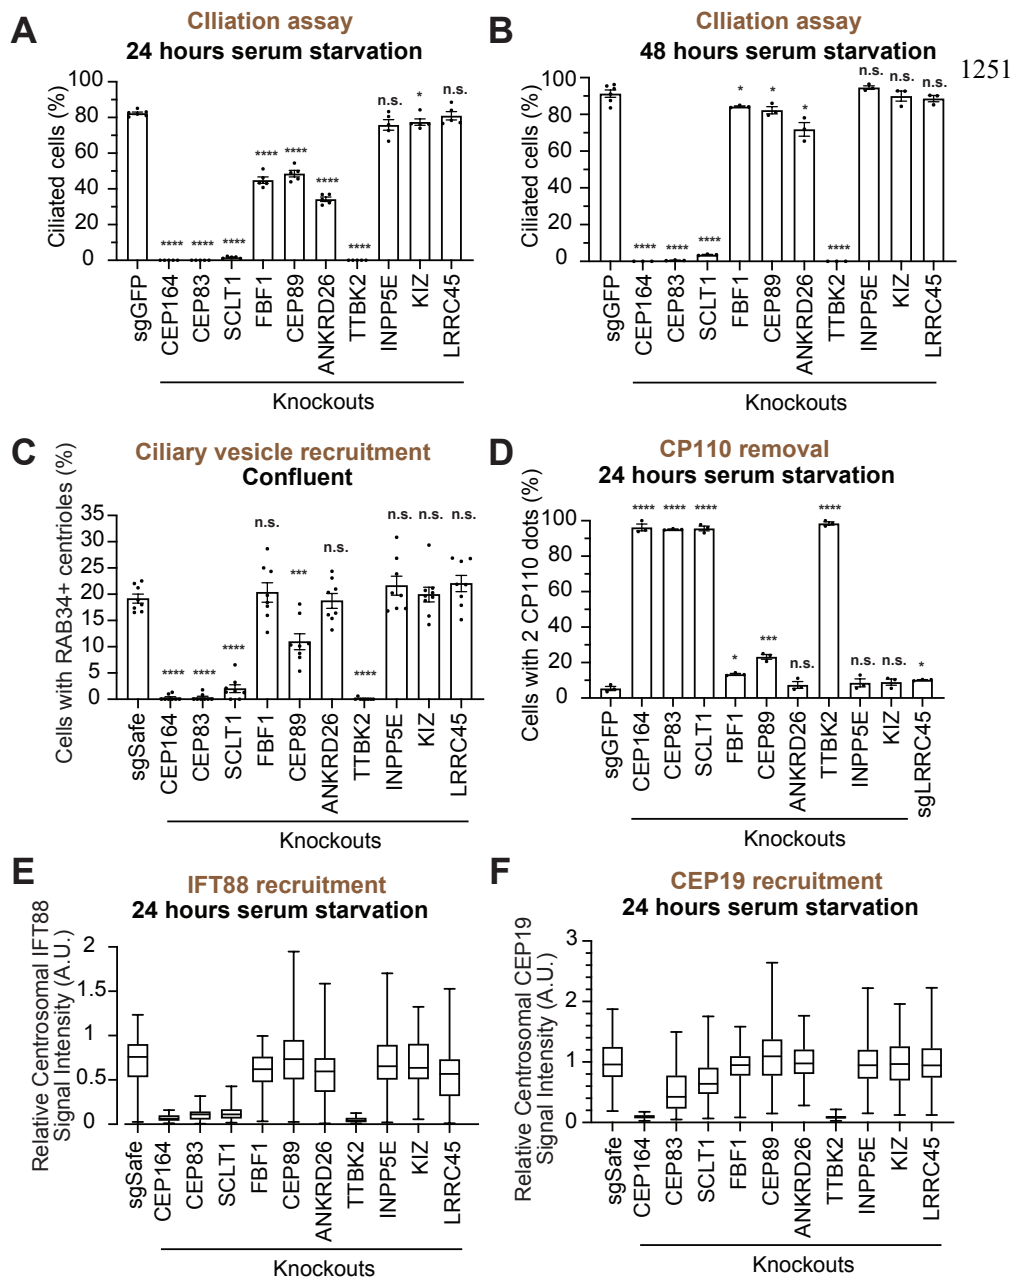 A
CIliation assay
24 hours serum starvation
Ciliated cells (%)
100
80
60
40
20
0
**** **** **** **** **** **** **** n.s. * n.s.
sgGFP CEP164 CEP83 SCLT1 FBF1 CEP89 ANKRD26 TTBK2 INPP5E KIZ LRRC45
Knockouts
B
CIliation assay
48 hours serum starvation
1251
Ciliated cells (%)
100
80
60
40
20
0
**** **** **** * * * **** n.s. n.s. n.s.
sgGFP CEP164 CEP83 SCLT1 FBF1 CEP89 ANKRD26 TTBK2 INPP5E KIZ LRRC45
Knockouts
C
Ciliary vesicle recruitment
Confluent
Cells with RAB34+ centrioles (%)
35
30
25
20
15
10
5
0
**** **** **** n.s. *** n.s. **** n.s. n.s. n.s.
sgSafe CEP164 CEP83 SCLT1 FBF1 CEP89 ANKRD26 TTBK2 INPP5E KIZ LRRC45
Knockouts
D
CP110 removal
24 hours serum starvation
Cells with 2 CP110 dots (%)
100
80
60
40
20
0
**** **** **** * *** n.s. **** n.s. n.s. *
sgGFP CEP164 CEP83 SCLT1 FBF1 CEP89 ANKRD26 TTBK2 INPP5E KIZ sgLRRC45
Knockouts
E
IFT88 recruitment
24 hours serum starvation
Relative Centrosomal IFT88
Signal Intensity (A.U.)
2
1.5
1
0.5
0
sgSafe CEP164 CEP83 SCLT1 FBF1 CEP89 ANKRD26 TTBK2 INPP5E KIZ LRRC45
Knockouts
F
CEP19 recruitment
24 hours serum starvation
Relative Centrosomal CEP19
Signal Intensity (A.U.)
3
2
1
0
sgSafe CEP164 CEP83 SCLT1 FBF1 CEP89 ANKRD26 TTBK2 INPP5E KIZ LRRC45
Knockouts